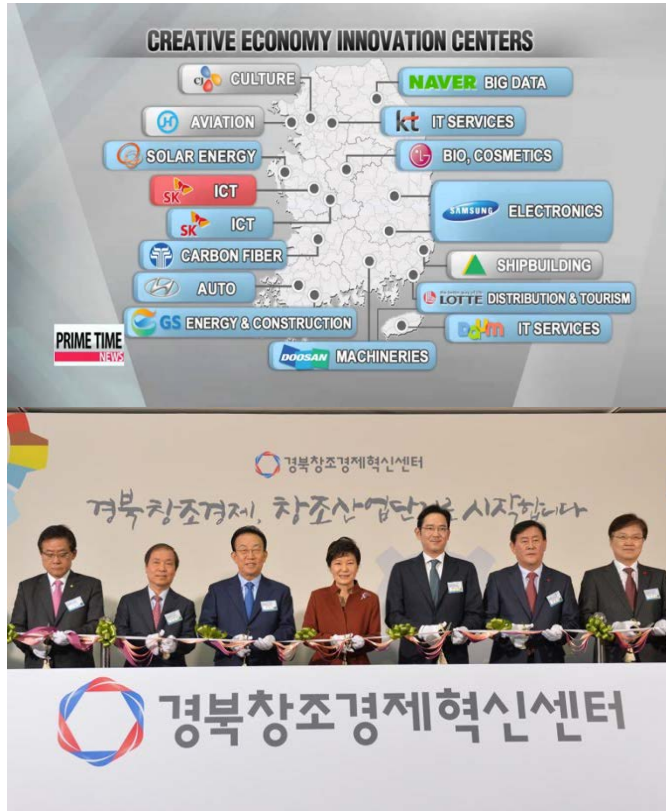 CREATIVE ECONOMY INNOVATION CENTERS
CJ CULTURE
NAVER BIG DATA
AVIATION
kt IT SERVICES
SOLAR ENERGY
LG BIO, COSMETICS
SK ICT
SAMSUNG ELECTRONICS
SK ICT
CARBON FIBER
SHIPBUILDING
AUTO
LOTTE DISTRIBUTION & TOURISM
GS ENERGY & CONSTRUCTION
Daum IT SERVICES
PRIME TIME
NEWS
DOOSAN MACHINERIES
경북창조경제혁신센터
경북창조경제, 창조산업단지로 시작합니다
경북창조경제혁신센터